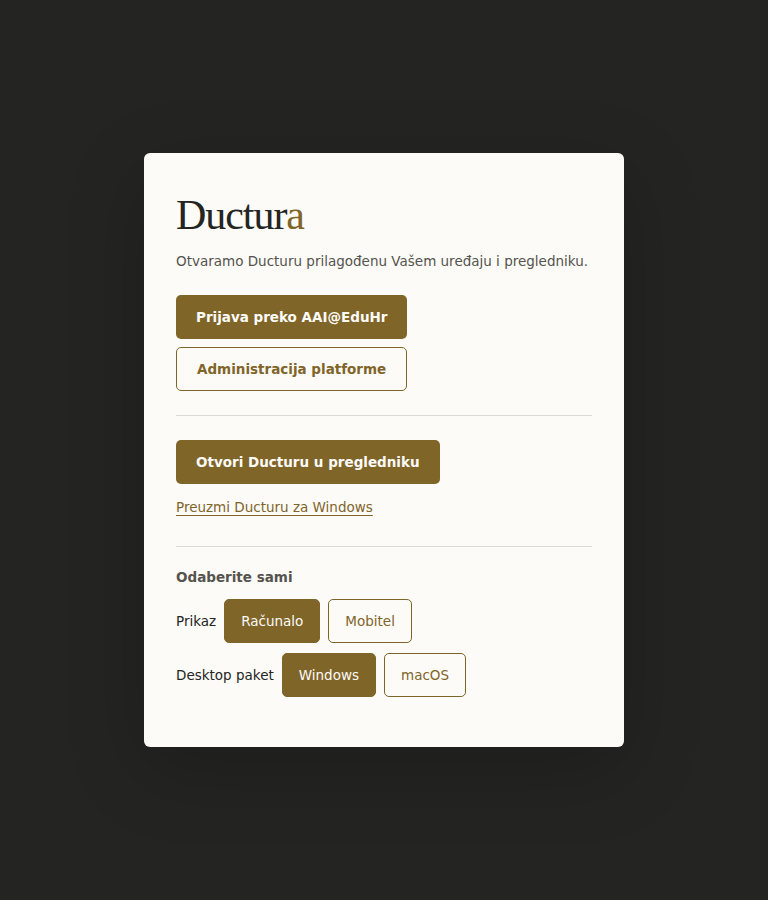 Ductura
Otvaramo Ducturu prilagođenu Vašem uređaju i pregledniku.
Prijava preko AAI@EduHr
Administracija platforme
Otvori Ducturu u pregledniku
Preuzmi Ducturu za Windows
Odaberite sami
Prikaz Računalo Mobitel
Desktop paket Windows macOS